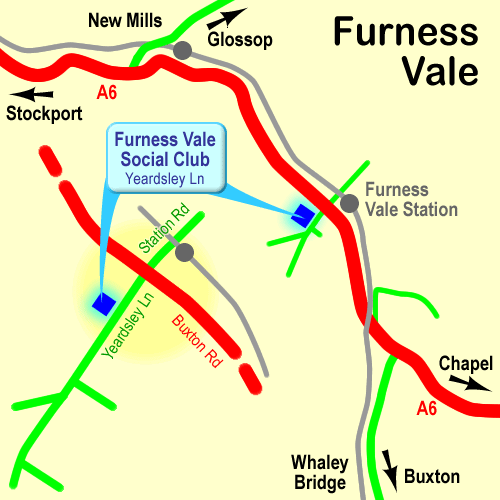 New Mills
Glossop
Furness
Vale
A6
Stockport
Furness Vale
Social Club
Yeardsley Ln
Furness
Vale Station
Station Rd
Yeardsley Ln
Buxton Rd
Chapel
A6
Whaley
Bridge
Buxton